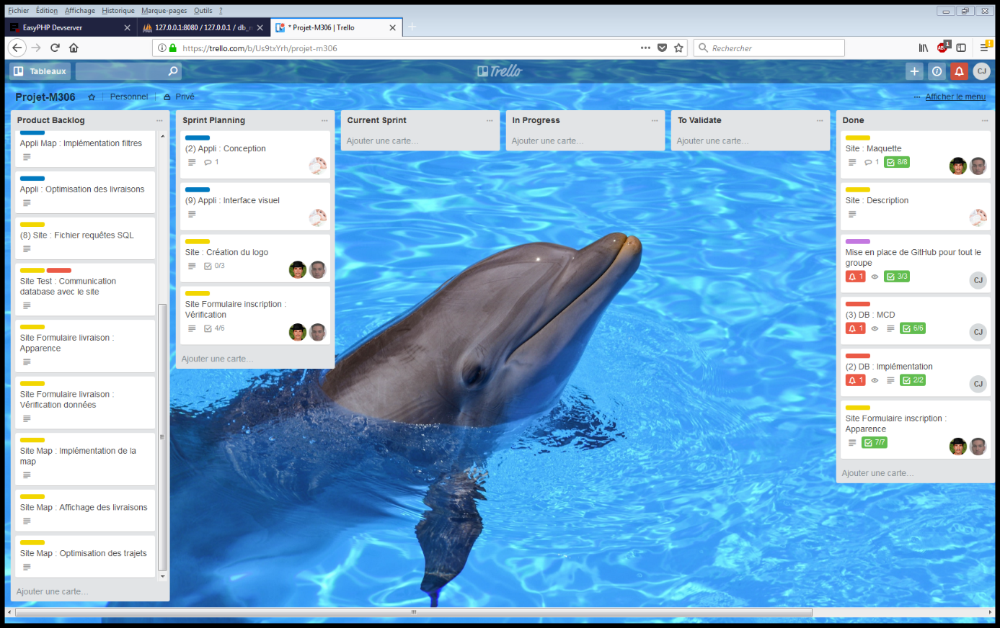 Fichier Édition Affichage Historique Marque-pages Outils ?
EasyPHP Devserver
127.0.0.1:8080 / 127.0.0.1 / db_
* Projet-M306 | Trello
https://trello.com/b/Us9txYrh/projet-m306
Rechercher
ABP 1
Tableaux
Trello
CJ
Projet-M306
Personnel
Privé
Afficher le menu
Product Backlog
Appli Map : Implémentation filtres
Appli : Optimisation des livraisons
(8) Site : Fichier requêtes SQL
Site Test : Communication
database avec le site
Site Formulaire livraison :
Apparence
Site Formulaire livraison :
Vérification données
Site Map : Implémentation de la
map
Site Map : Affichage des livraisons
Site Map : Optimisation des trajets
Ajouter une carte...
Sprint Planning
(2) Appli : Conception
1
(9) Appli : Interface visuel
Site : Création du logo
0/3
Site Formulaire inscription :
Vérification
4/6
Ajouter une carte...
Current Sprint
Ajouter une carte...
In Progress
Ajouter une carte...
To Validate
Ajouter une carte...
Done
Site : Maquette
1 8/8
Site : Description
Mise en place de GitHub pour tout le
groupe
1 3/3
CJ
(3) DB : MCD
1 6/6
CJ
(2) DB : Implémentation
1 2/2
CJ
Site Formulaire inscription :
Apparence
7/7
Ajouter une carte...